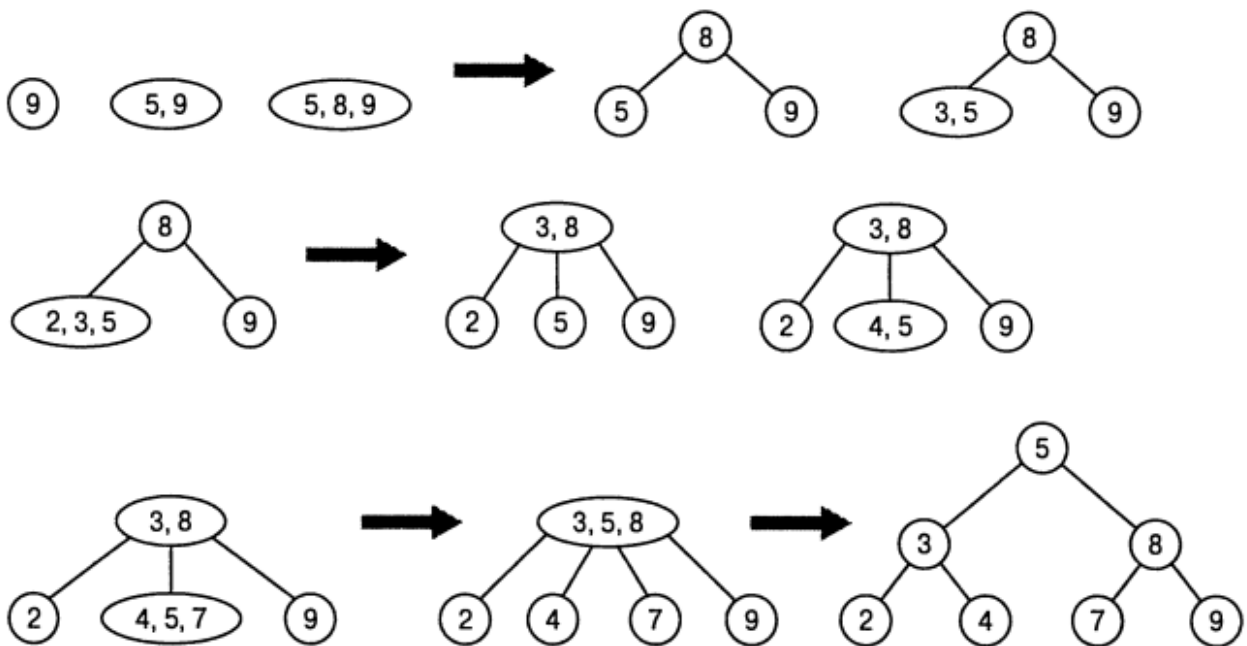 8 8
9 5, 9 5, 8, 9 5 9 3, 5 9
8 3, 8 3, 8
2, 3, 5 9 2 5 9 2 4, 5 9
5
3, 8 3, 5, 8 3 8
2 4, 5, 7 9 2 4 7 9 2 4 7 9